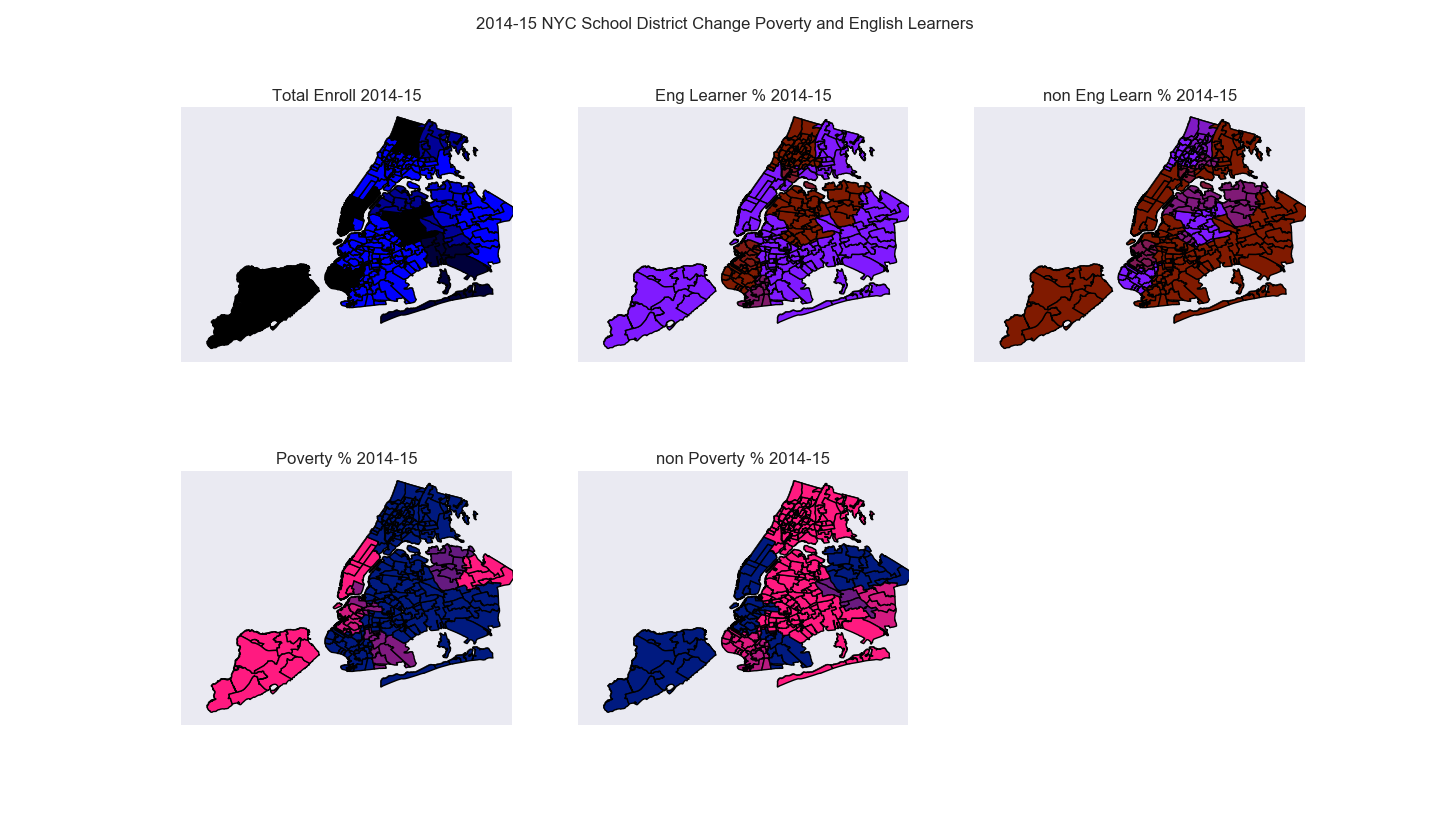 2014-15 NYC School District Change Poverty and English Learners
Total Enroll 2014-15
Eng Learner % 2014-15
non Eng Learn % 2014-15
Poverty % 2014-15
non Poverty % 2014-15